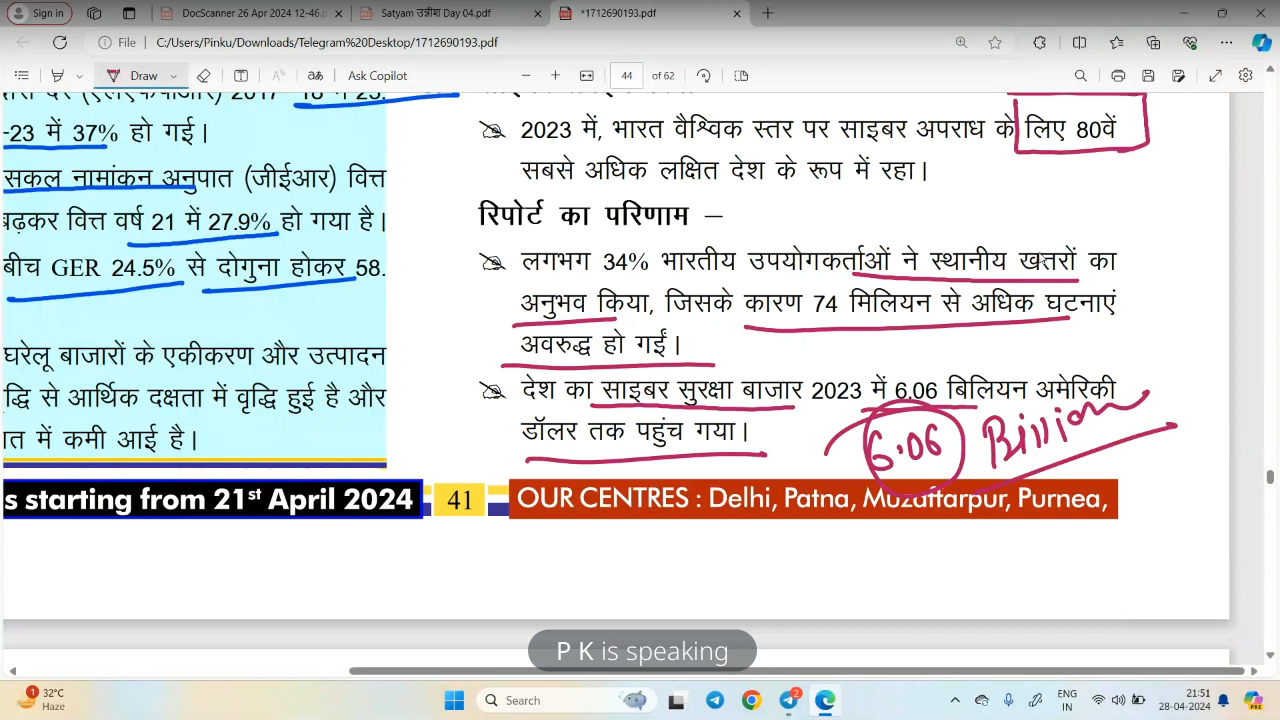 Sign in
DocScanner 26 Apr 2024 12-46.p
Satyam उन्नीश Day 04.pdf
*1712690193.pdf
File C:/Users/Pinku/Downloads/Telegram%20Desktop/1712690193.pdf
Draw
Ask Copilot
44 of 62
2017
-23 में 37% हो गई।
सकल नामांकन अनुपात (जीईआर) वित्त
बढ़कर वित्त वर्ष 21 में 27.9% हो गया है।
बीच GER 24.5% से दोगुना होकर 58.
घरेलू बाजारों के एकीकरण और उत्पादन
द्धि से आर्थिक दक्षता में वृद्धि हुई है और
त में कमी आई है।
2023 में, भारत वैश्विक स्तर पर साइबर अपराध के लिए 80वें
सबसे अधिक लक्षित देश के रूप में रहा।
रिपोर्ट का परिणाम –
लगभग 34% भारतीय उपयोगकर्ताओं ने स्थानीय खतरों का
अनुभव किया, जिसके कारण 74 मिलियन से अधिक घटनाएं
अवरुद्ध हो गईं।
देश का साइबर सुरक्षा बाजार 2023 में 6.06 बिलियन अमेरिकी
डॉलर तक पहुंच गया।
6.06 Billion
s starting from 21st April 2024
41
OUR CENTRES : Delhi, Patna, Muzaffarpur, Purnea,
P K is speaking
32°C
Haze
Search
2
ENG
IN
21:51
28-04-2024